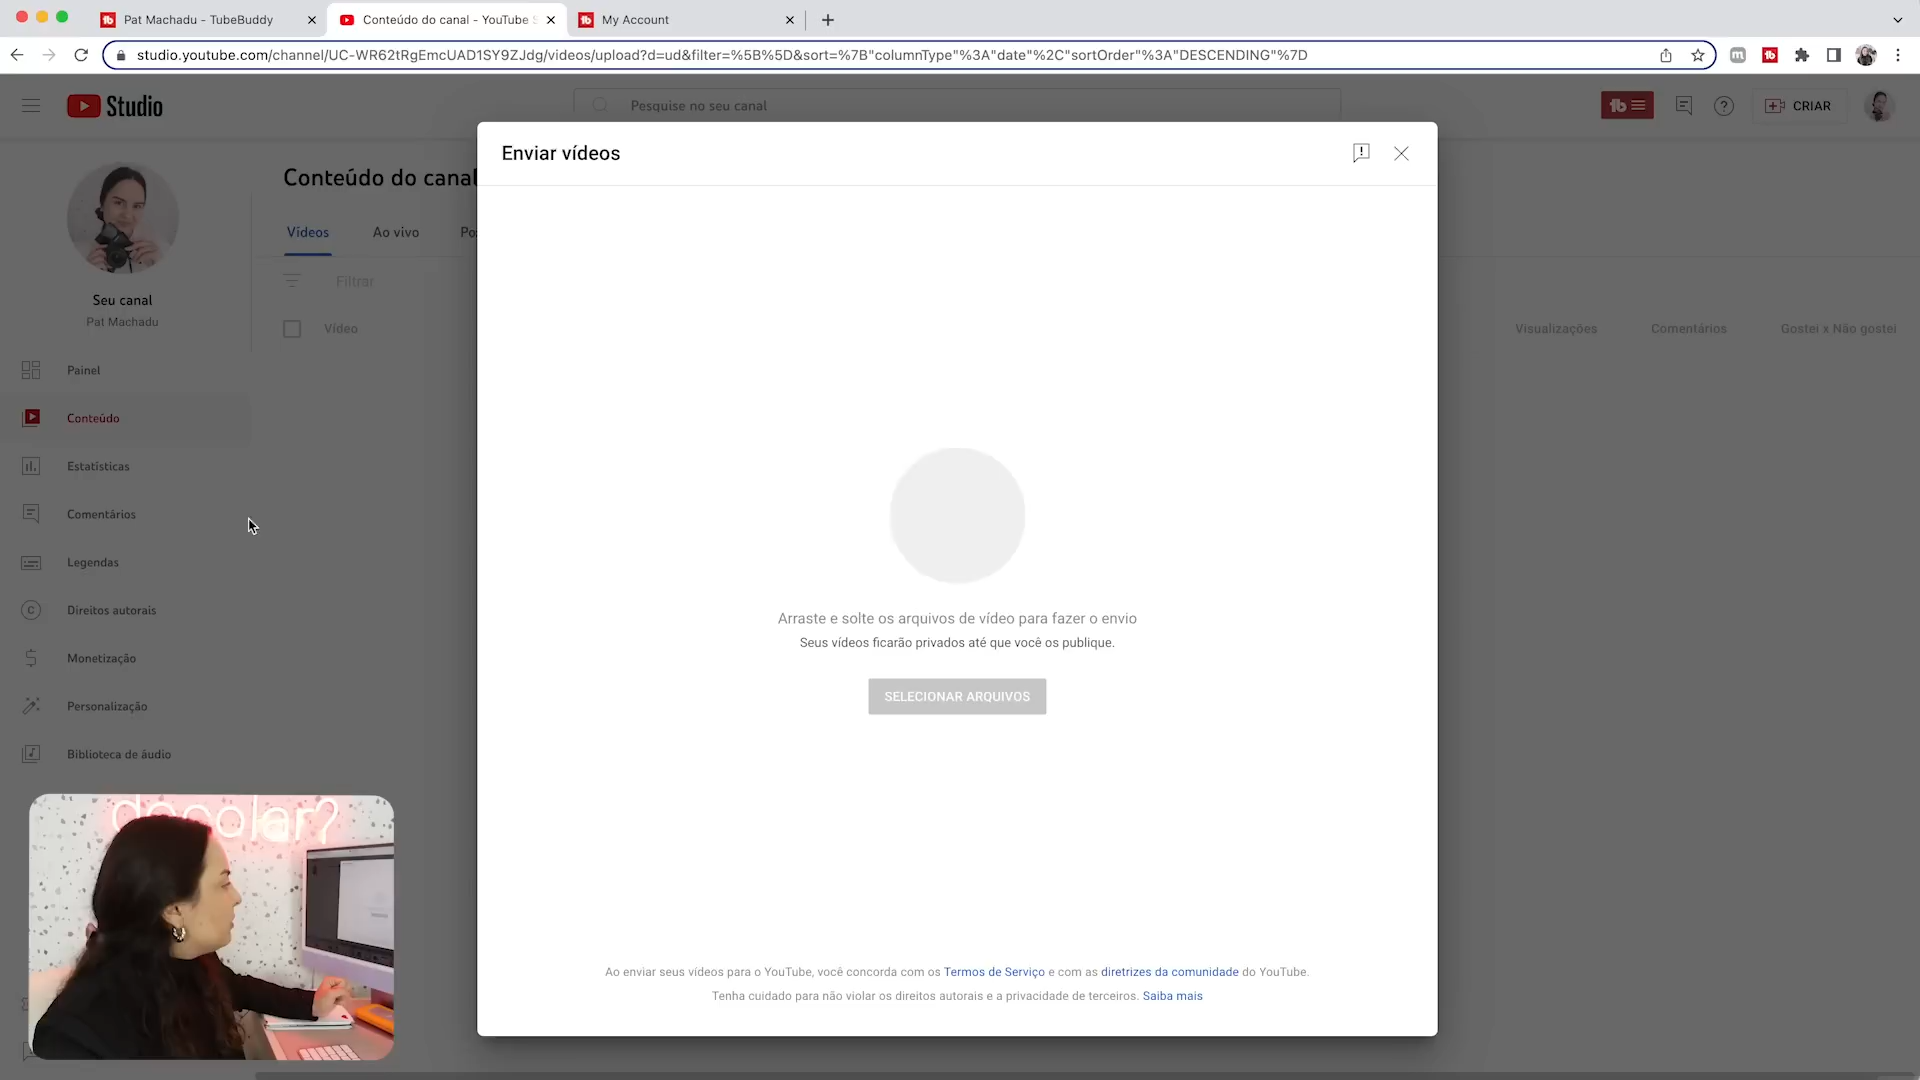 Pat Machadu - TubeBuddy
Conteúdo do canal - YouTube S
My Account
studio.youtube.com/channel/UC-WR62tRgEmcUAD1SY9ZJdg/videos/upload?d=ud&filter=%5B%5D&sort=%7B"columnType"%3A"date"%2C"sortOrder"%3A"DESCENDING"%7D
Studio
Pesquise no seu canal
CRIAR
Enviar vídeos
Conteúdo do canal
Vídeos
Ao vivo
Po
Filtrar
Seu canal
Pat Machadu
Vídeo
Visualizações
Comentários
Gostei x Não gostei
Painel
Conteúdo
Estatísticas
Comentários
Legendas
Direitos autorais
Monetização
Personalização
Biblioteca de áudio
Arraste e solte os arquivos de vídeo para fazer o envio
Seus vídeos ficarão privados até que você os publique.
SELECIONAR ARQUIVOS
decolar?
Ao enviar seus vídeos para o YouTube, você concorda com os Termos de Serviço e com as diretrizes da comunidade do YouTube.
Tenha cuidado para não violar os direitos autorais e a privacidade de terceiros. Saiba mais